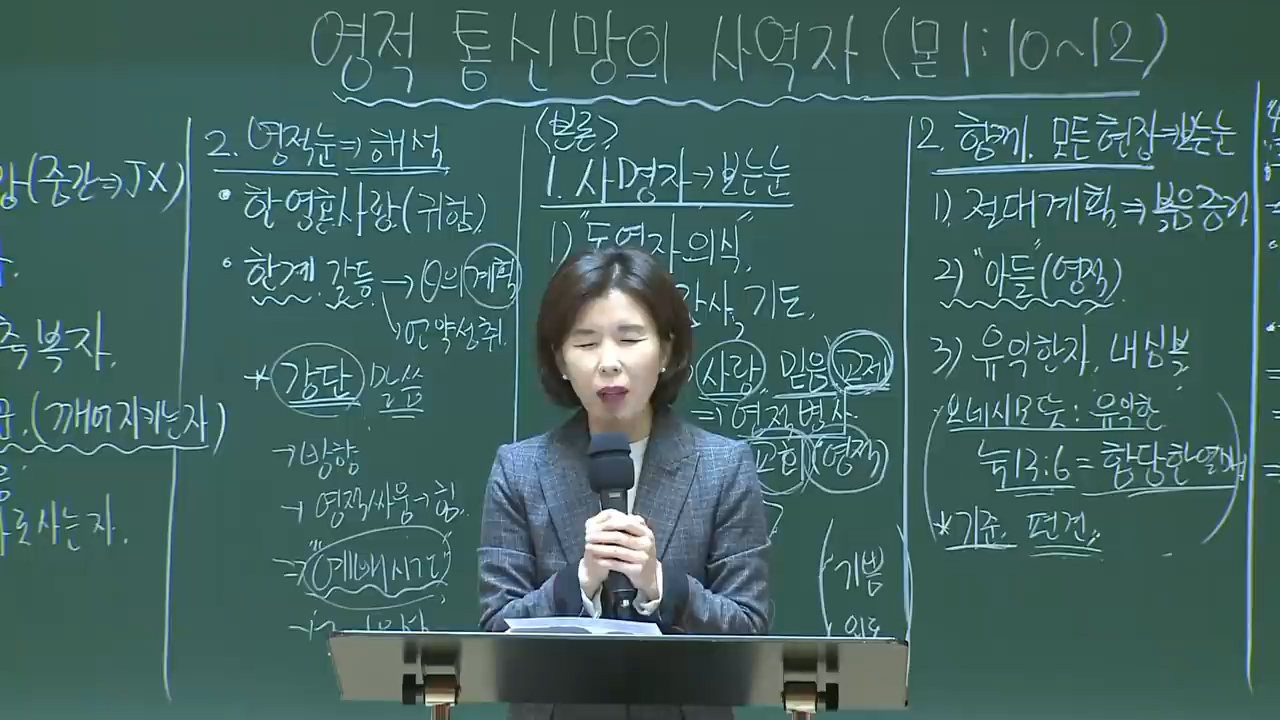 영적 통신망의 사역자 (몬1:10~12)
(중간⇒JX)
복자.
(깨어지키는자)
로사는자.
2. 영적눈⇒해석
• 한영혼사랑(귀함)
• 한계. 갈등 → 하의 계획
↳언약성취.
* 강단 말씀
→방향
→ 영적싸움→힘.
⇒ "예배시간"
<본론>
1. 사명자→보는눈
1) "동역자의식"
감사, 기도.
사랑 믿음 교제
⇒영적변사.
교회 (영적)
?
(기쁨
위로
2. 함께. 모든현장→보는눈
1). 절대계획⇒복음증거
2) "아들"(영적)
3) 유익한자. 내심복
오네시모 뜻: 유익한
눅13:6 = 합당한열매
*기준. 편견.